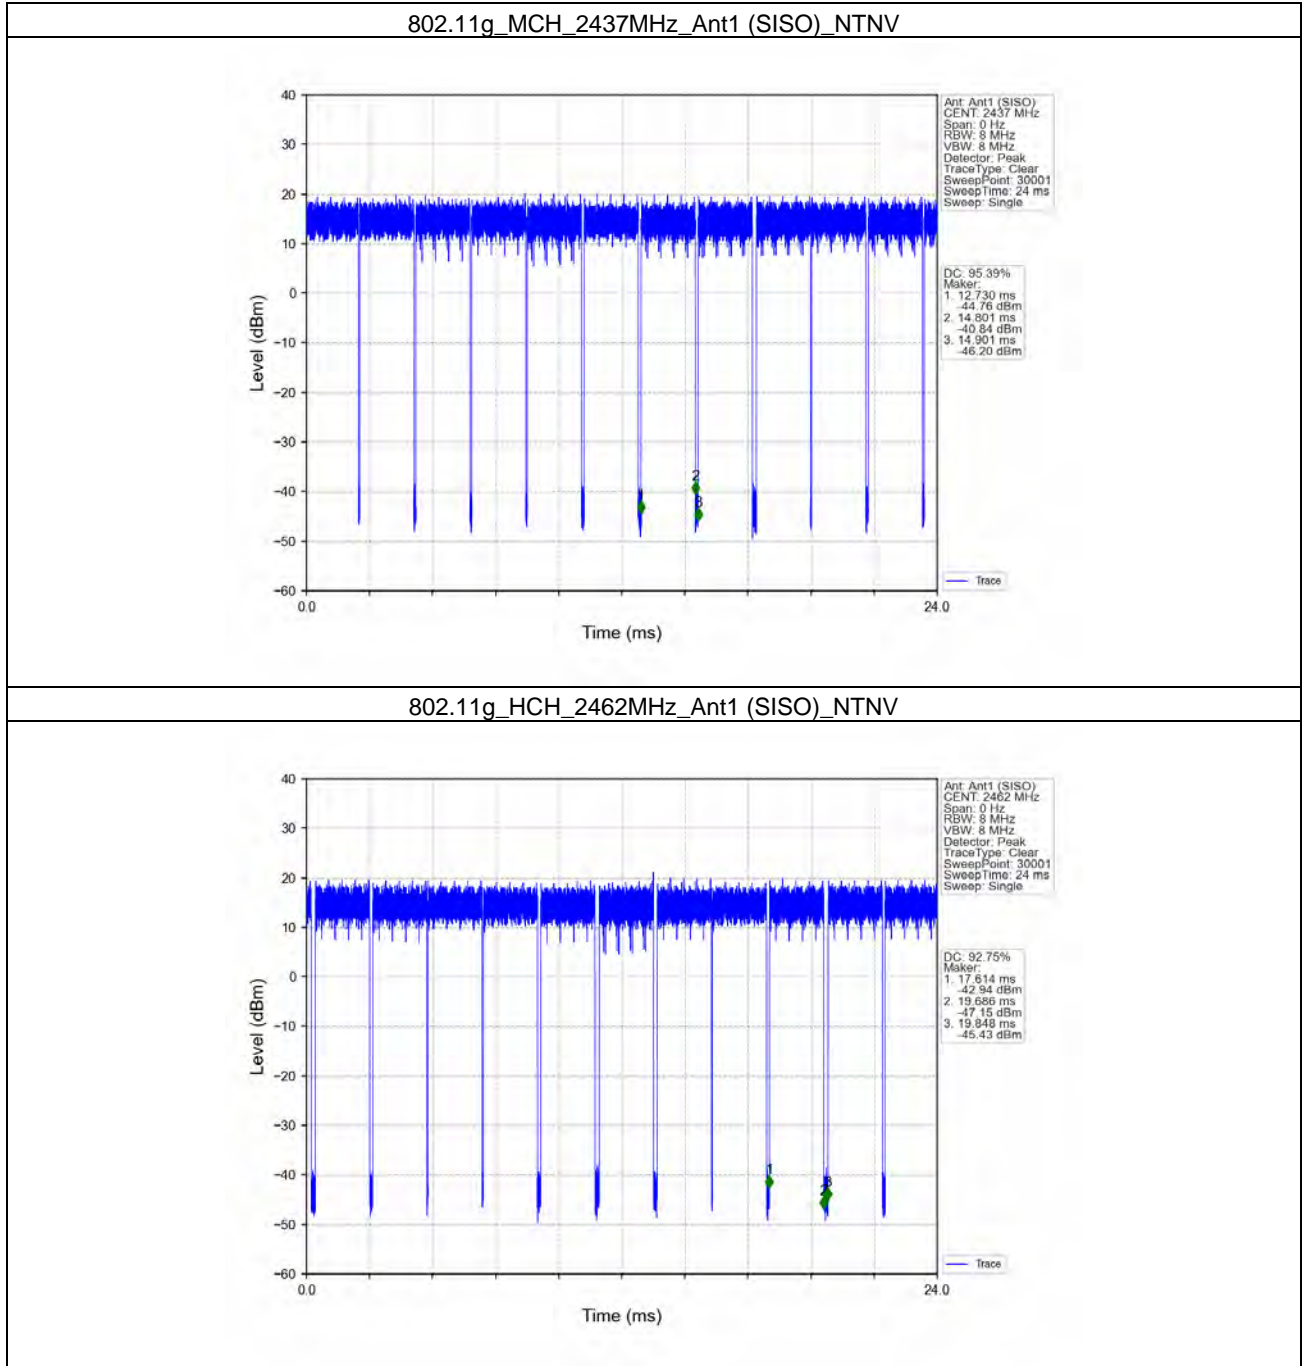 802.11g_MCH_2437MHz_Ant1 (SISO)_NTNV
40
30
20
10
0
−10
−20
−30
−40
−50
−60
Level (dBm)
0.0
24.0
Time (ms)
2
3
Ant: Ant1 (SISO)
CENT: 2437 MHz
Span: 0 Hz
RBW: 8 MHz
VBW: 8 MHz
Detector: Peak
TraceType: Clear
SweepPoint: 30001
SweepTime: 24 ms
Sweep: Single
DC: 95.39%
Maker:
1. 12.730 ms
-44.76 dBm
2. 14.801 ms
-40.84 dBm
3. 14.901 ms
-46.20 dBm
Trace
802.11g_HCH_2462MHz_Ant1 (SISO)_NTNV
40
30
20
10
0
−10
−20
−30
−40
−50
−60
Level (dBm)
0.0
24.0
Time (ms)
1
2
3
Ant: Ant1 (SISO)
CENT: 2462 MHz
Span: 0 Hz
RBW: 8 MHz
VBW: 8 MHz
Detector: Peak
TraceType: Clear
SweepPoint: 30001
SweepTime: 24 ms
Sweep: Single
DC: 92.75%
Maker:
1. 17.614 ms
-42.94 dBm
2. 19.686 ms
-47.15 dBm
3. 19.848 ms
-45.43 dBm
Trace